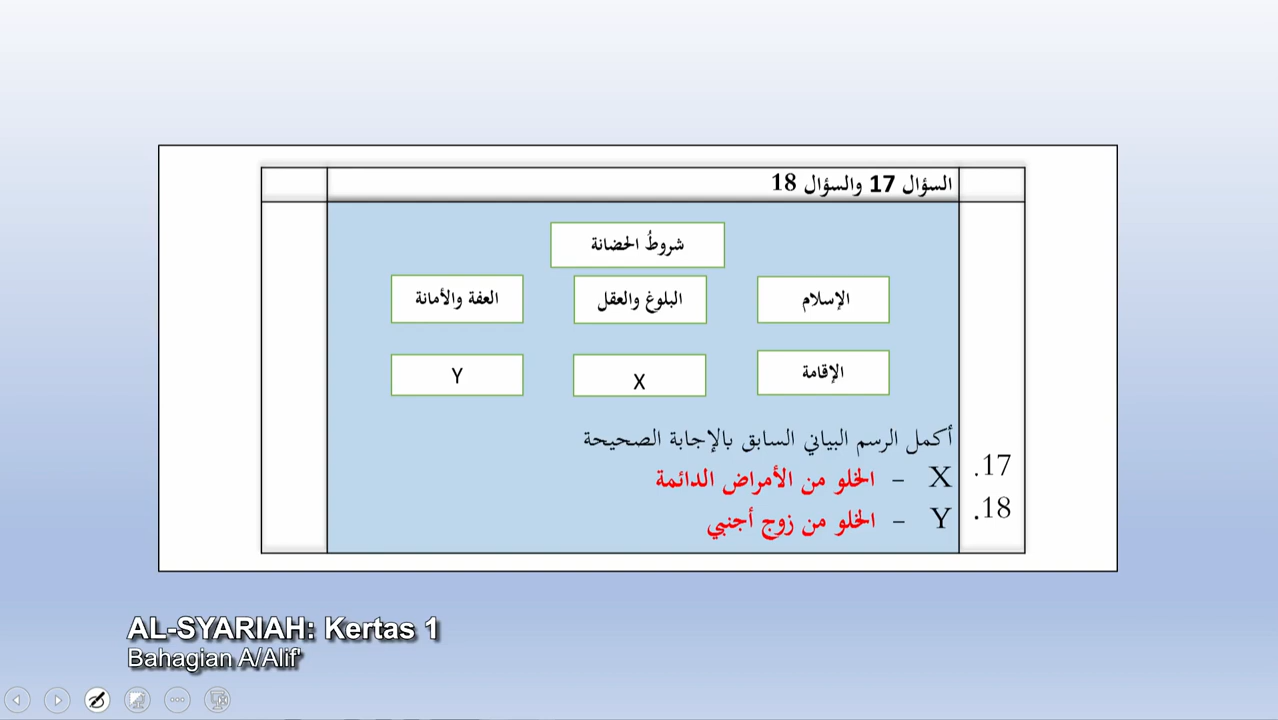 السؤال 17 والسؤال 18
شروطُ الحضانة
الإسلام
البلوغ والعقل
العفة والأمانة
الإقامة
X
Y
أكمل الرسم البياني السابق بالإجابة الصحيحة
17. X – الخلو من الأمراض الدائمة
18. Y – الخلو من زوج أجنبي
AL-SYARIAH: Kertas 1
Bahagian A/Alif'